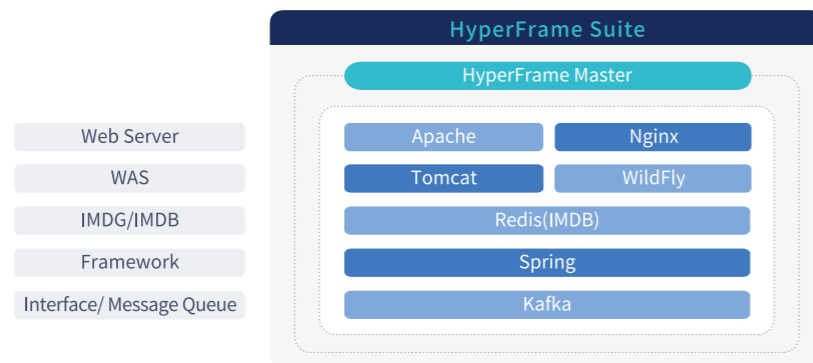 HyperFrame Suite
HyperFrame Master
Web Server
Apache
Nginx
WAS
Tomcat
WildFly
IMDG/IMDB
Redis(IMDB)
Framework
Spring
Interface/ Message Queue
Kafka